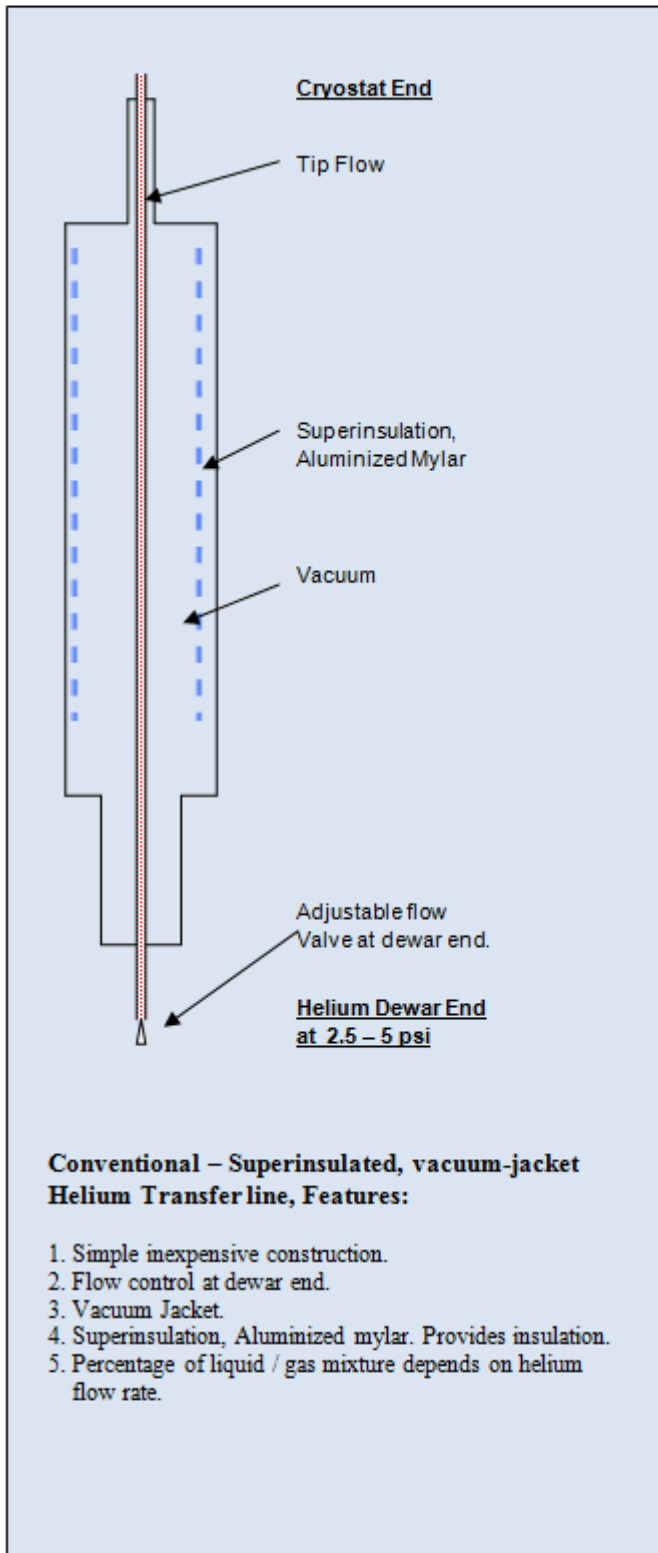 Cryostat End
Tip Flow
Superinsulation,
Aluminized Mylar
Vacuum
Adjustable flow
Valve at dewar end.
Helium Dewar End
at 2.5 – 5 psi
Conventional – Superinsulated, vacuum-jacket
Helium Transfer line, Features:
1. Simple inexpensive construction.
2. Flow control at dewar end.
3. Vacuum Jacket.
4. Superinsulation, Aluminized mylar. Provides insulation.
5. Percentage of liquid / gas mixture depends on helium
flow rate.